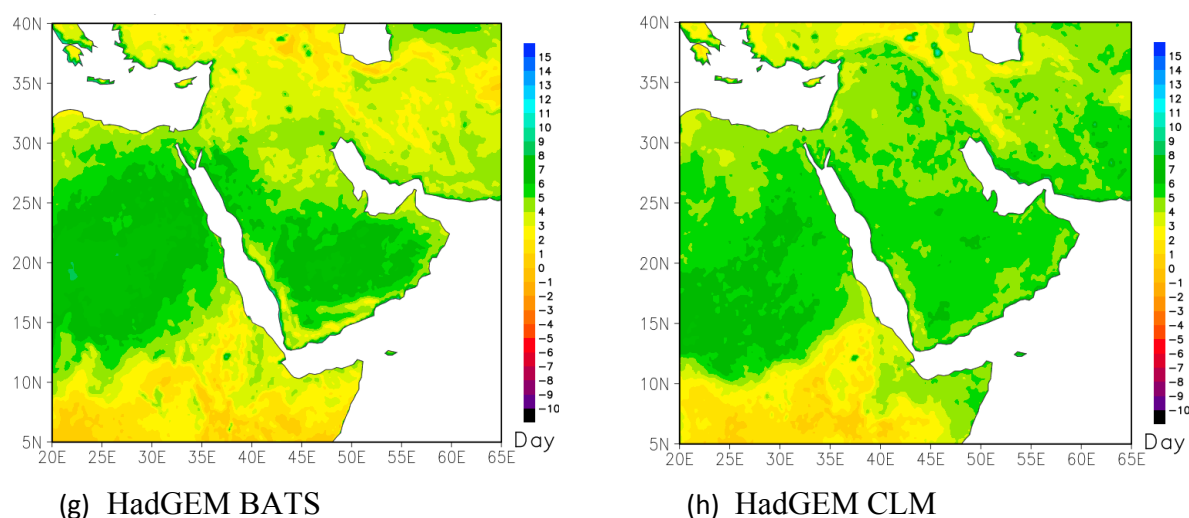 40N
35N
30N
25N
20N
15N
10N
5N
20E 25E 30E 35E 40E 45E 50E 55E 60E 65E
15
14
13
12
11
10
9
8
7
6
5
4
3
2
1
0
-1
-2
-3
-4
-5
-6
-7
-8
-9
-10
Day
(g) HadGEM BATS
40N
35N
30N
25N
20N
15N
10N
5N
20E 25E 30E 35E 40E 45E 50E 55E 60E 65E
15
14
13
12
11
10
9
8
7
6
5
4
3
2
1
0
-1
-2
-3
-4
-5
-6
-7
-8
-9
-10
Day
(h) HadGEM CLM